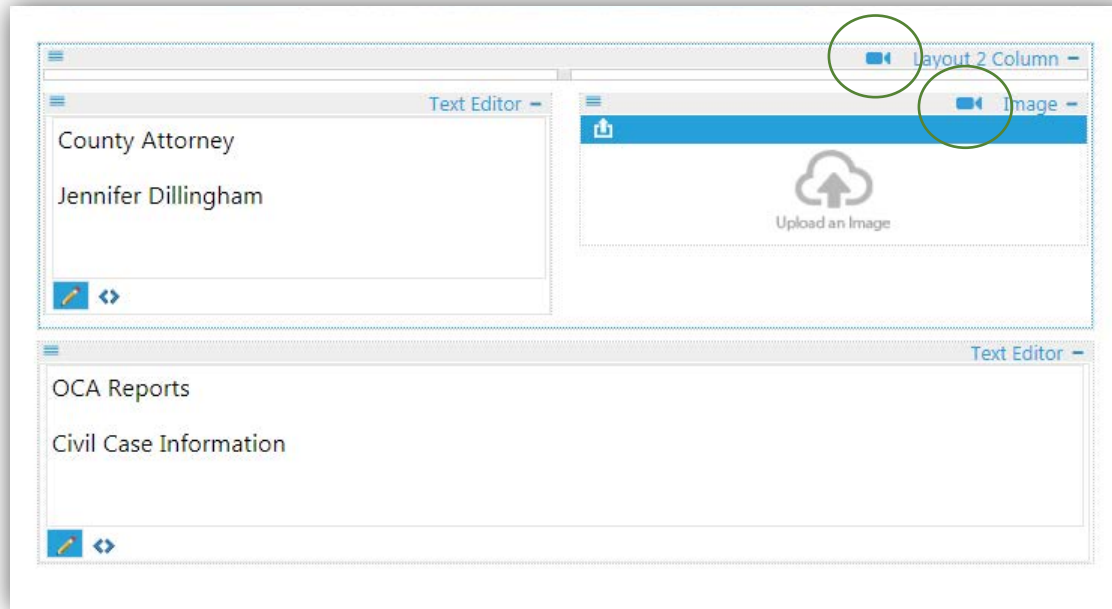 Layout 2 Column
Text Editor
County Attorney
Jennifer Dillingham
Image
Upload an Image
Text Editor
OCA Reports
Civil Case Information